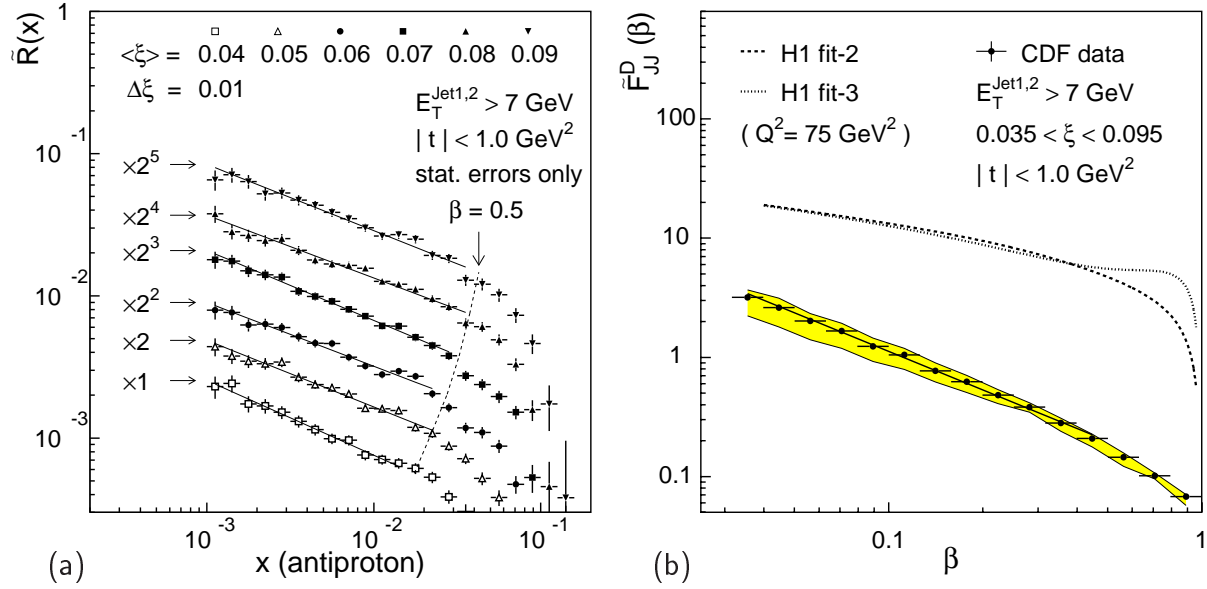 R̃(x)
1
10⁻¹
10⁻²
10⁻³
<ξ> = 0.04 0.05 0.06 0.07 0.08 0.09
Δξ = 0.01
E_T^Jet1,2 > 7 GeV
| t | < 1.0 GeV²
stat. errors only
β = 0.5
×2⁵
×2⁴
×2³
×2²
×2
×1
10⁻³ 10⁻² 10⁻¹
x (antiproton)
(a)
F̃^D_JJ (β)
100
10
1
0.1
H1 fit-2
H1 fit-3
( Q² = 75 GeV² )
CDF data
E_T^Jet1,2 > 7 GeV
0.035 < ξ < 0.095
| t | < 1.0 GeV²
0.1 1
β
(b)